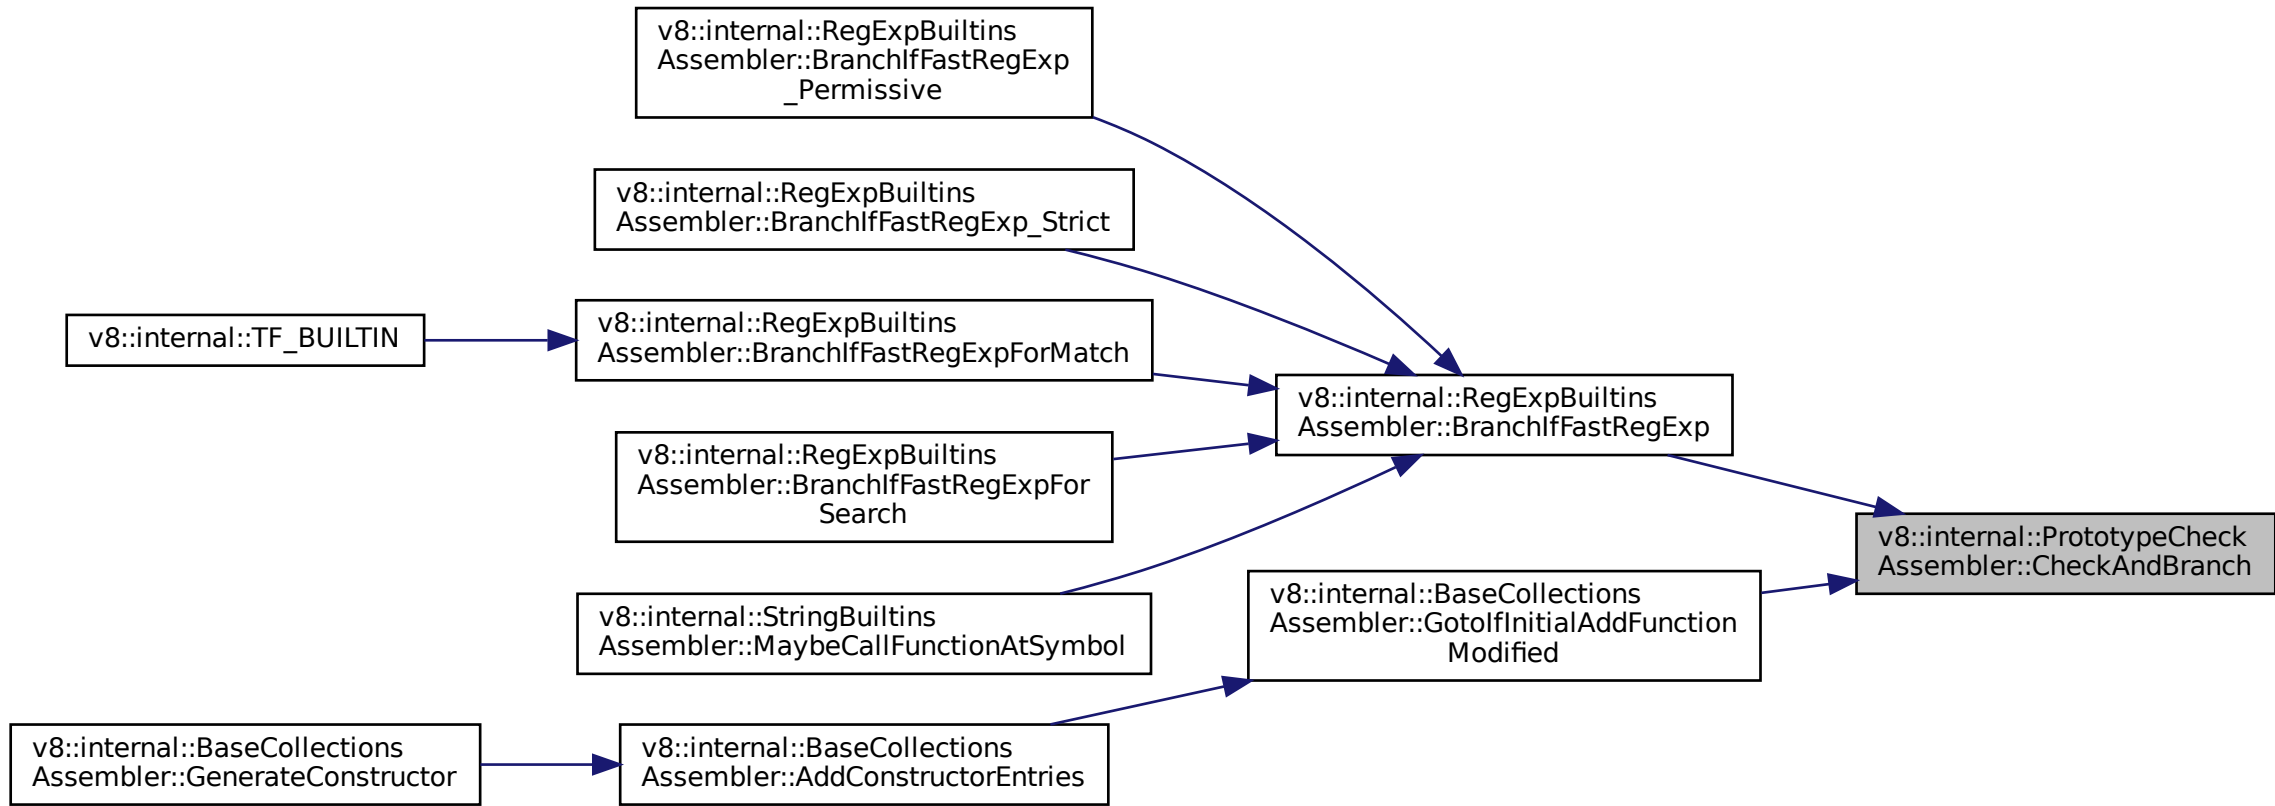 v8::internal::RegExpBuiltins
Assembler::BranchIfFastRegExp
_Permissive
v8::internal::RegExpBuiltins
Assembler::BranchIfFastRegExp_Strict
v8::internal::TF_BUILTIN
v8::internal::RegExpBuiltins
Assembler::BranchIfFastRegExpForMatch
v8::internal::RegExpBuiltins
Assembler::BranchIfFastRegExp
v8::internal::RegExpBuiltins
Assembler::BranchIfFastRegExpFor
Search
v8::internal::PrototypeCheck
Assembler::CheckAndBranch
v8::internal::StringBuiltins
Assembler::MaybeCallFunctionAtSymbol
v8::internal::BaseCollections
Assembler::GotoIfInitialAddFunction
Modified
v8::internal::BaseCollections
Assembler::GenerateConstructor
v8::internal::BaseCollections
Assembler::AddConstructorEntries